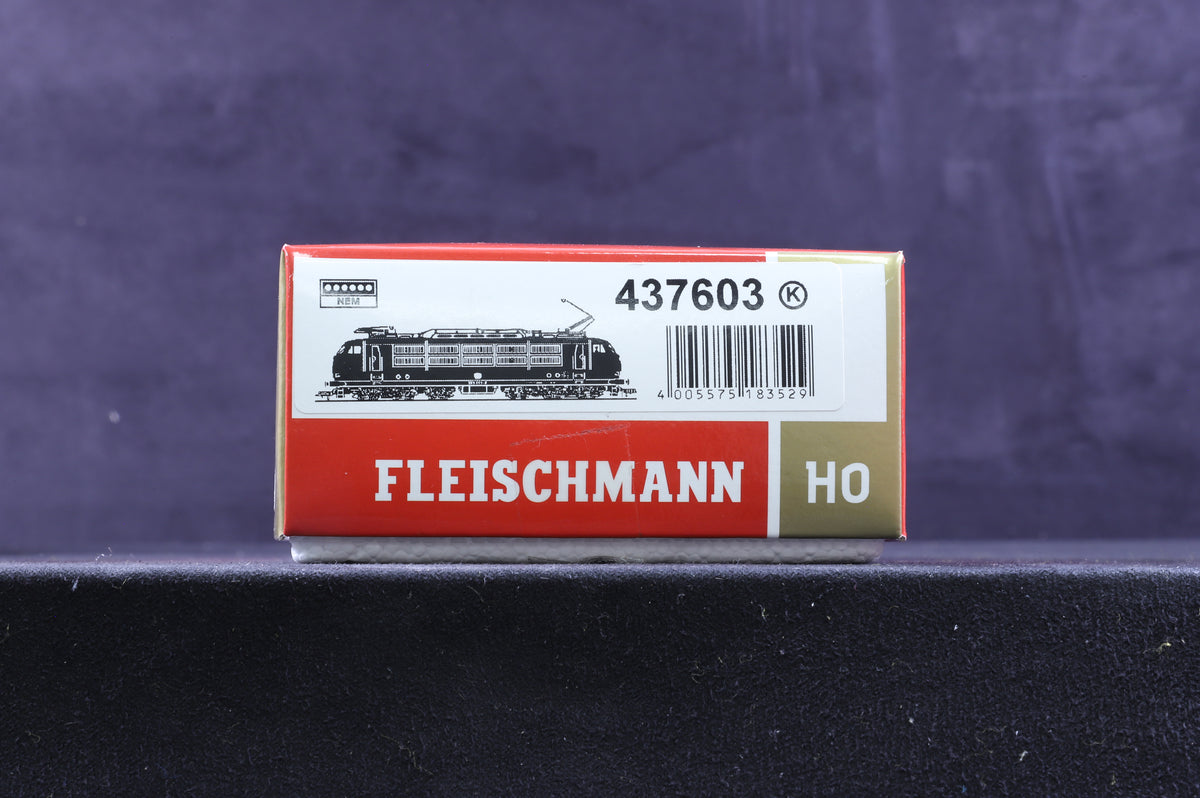 NEM
437603 K
4 005575 183529
FLEISCHMANN HO